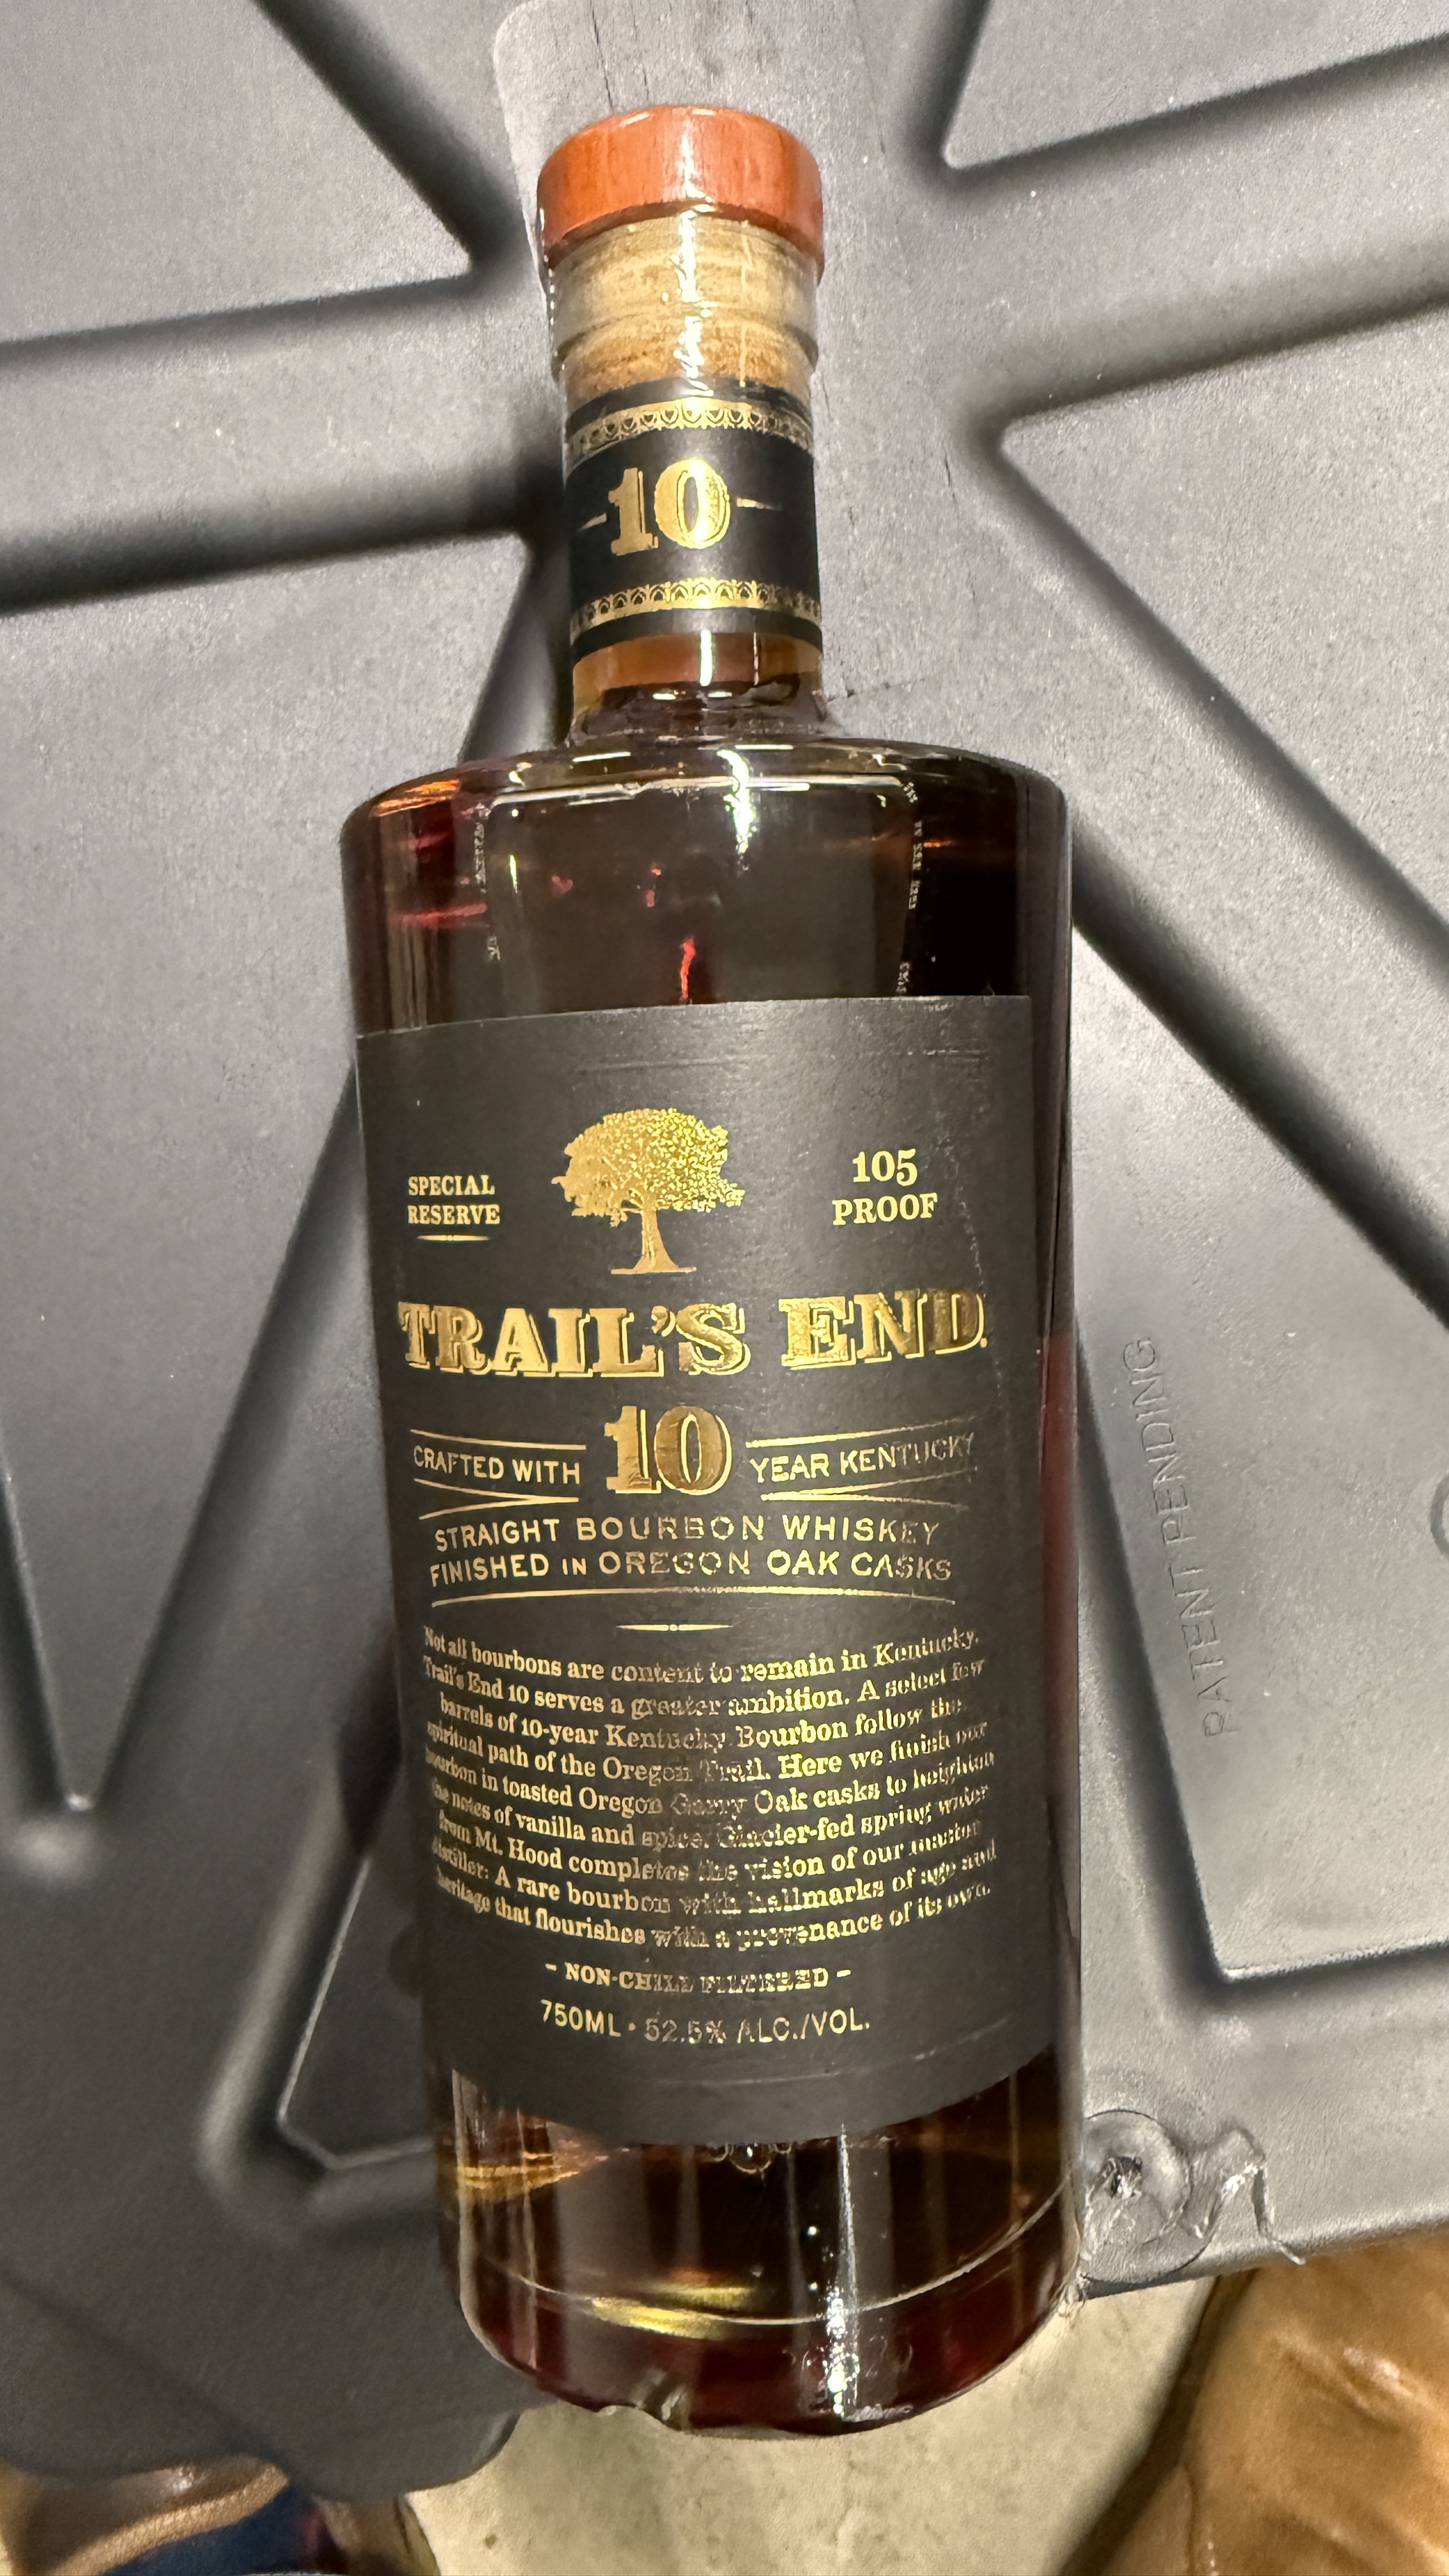 10
SPECIAL
RESERVE
105
PROOF
TRAIL'S END.
CRAFTED WITH 10 YEAR KENTUCKY
STRAIGHT BOURBON WHISKEY
FINISHED IN OREGON OAK CASKS
Not all bourbons are content to remain in Kentucky.
Trail's End 10 serves a greater ambition. A select few
barrels of 10-year Kentucky Bourbon follow the
spiritual path of the Oregon Trail. Here we finish our
bourbon in toasted Oregon Garry Oak casks to heighten
the notes of vanilla and spice. Glacier-fed spring water
from Mt. Hood completes the vision of our master
distiller: A rare bourbon with hallmarks of age and
heritage that flourishes with a provenance of its own.
- NON-CHILL FILTERED -
750ML • 52.5% ALC./VOL.
PATENT PENDING